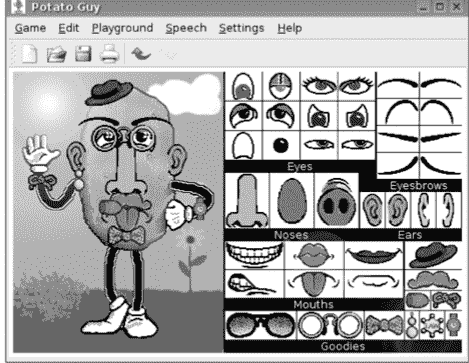 Potato Guy
Game Edit Playground Speech Settings Help
Eyes
Eyesbrows
Noses
Ears
Mouths
Goodies